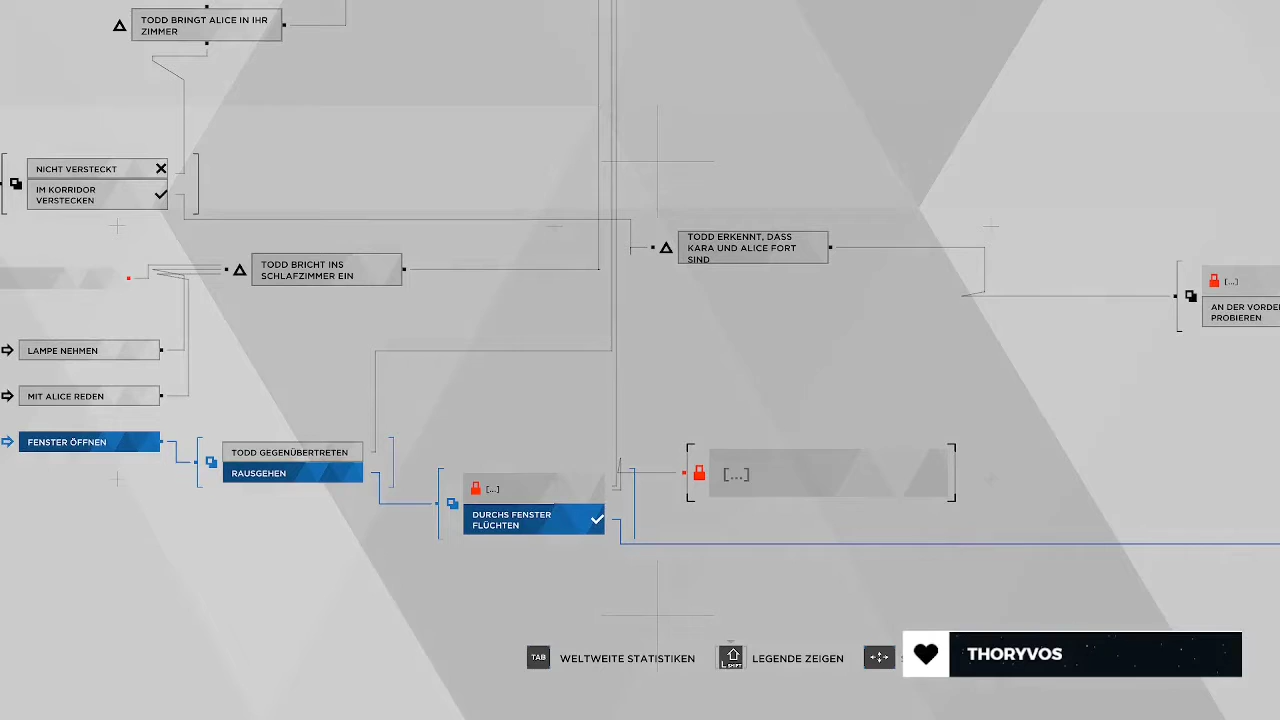 TODD BRINGT ALICE IN IHR
ZIMMER
NICHT VERSTECKT
IM KORRIDOR
VERSTECKEN
TODD ERKENNT, DASS
KARA UND ALICE FORT
SIND
TODD BRICHT INS
SCHLAFZIMMER EIN
[...]
AN DER VORDER
PROBIEREN
LAMPE NEHMEN
MIT ALICE REDEN
FENSTER ÖFFNEN
TODD GEGENÜBERTRETEN
RAUSGEHEN
[...]
[...]
DURCHS FENSTER
FLÜCHTEN
TAB
WELTWEITE STATISTIKEN
SHIFT
LEGENDE ZEIGEN
THORYVOS